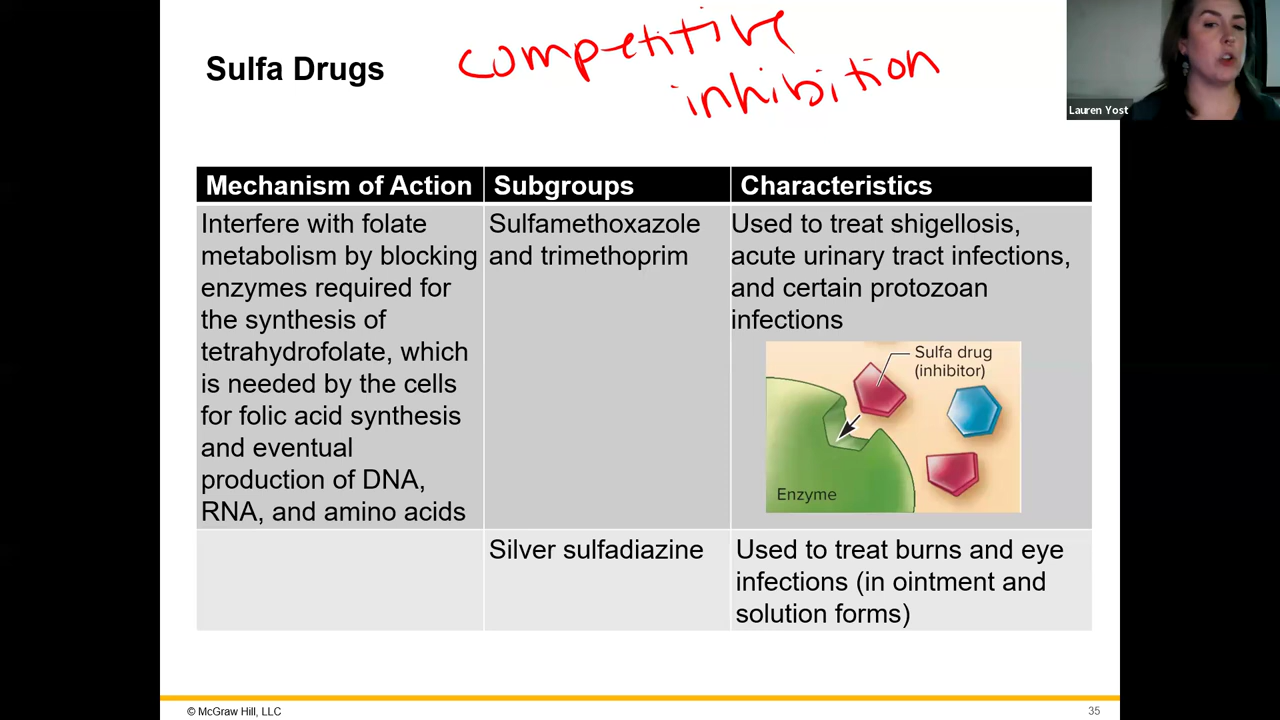 Sulfa Drugs
competitive
inhibition
Lauren Yost
Mechanism of Action
Subgroups
Characteristics
Interfere with folate
metabolism by blocking
enzymes required for
the synthesis of
tetrahydrofolate, which
is needed by the cells
for folic acid synthesis
and eventual
production of DNA,
RNA, and amino acids
Sulfamethoxazole
and trimethoprim
Used to treat shigellosis,
acute urinary tract infections,
and certain protozoan
infections
Sulfa drug
(inhibitor)
Enzyme
Silver sulfadiazine
Used to treat burns and eye
infections (in ointment and
solution forms)
© McGraw Hill, LLC
35